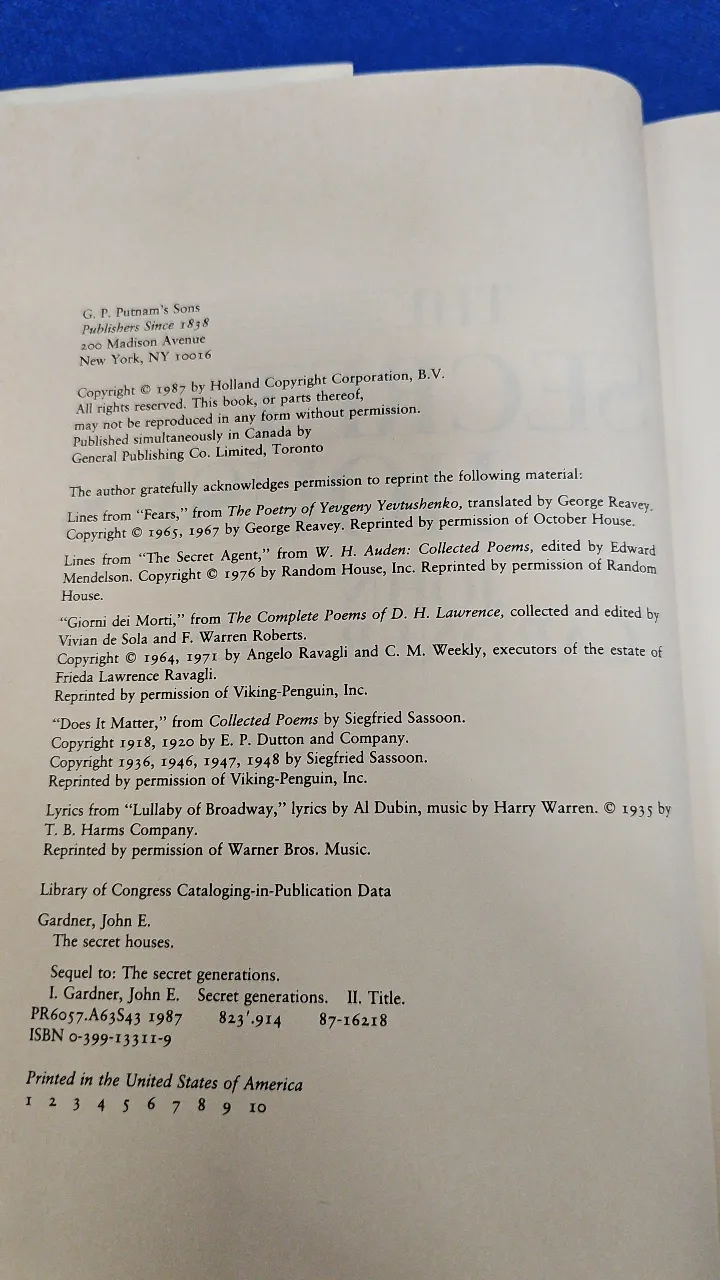 G. P. Putnam's Sons
Publishers Since 1838
200 Madison Avenue
New York, NY 10016
Copyright © 1987 by Holland Copyright Corporation, B.V.
All rights reserved. This book, or parts thereof,
may not be reproduced in any form without permission.
Published simultaneously in Canada by
General Publishing Co. Limited, Toronto
The author gratefully acknowledges permission to reprint the following material:
Lines from “Fears,” from The Poetry of Yevgeny Yevtushenko, translated by George Reavey.
Copyright © 1965, 1967 by George Reavey. Reprinted by permission of October House.
Lines from “The Secret Agent,” from W. H. Auden: Collected Poems, edited by Edward
Mendelson. Copyright © 1976 by Random House, Inc. Reprinted by permission of Random
House.
“Giorni dei Morti,” from The Complete Poems of D. H. Lawrence, collected and edited by
Vivian de Sola and F. Warren Roberts.
Copyright © 1964, 1971 by Angelo Ravagli and C. M. Weekly, executors of the estate of
Frieda Lawrence Ravagli.
Reprinted by permission of Viking-Penguin, Inc.
“Does It Matter,” from Collected Poems by Siegfried Sassoon.
Copyright 1918, 1920 by E. P. Dutton and Company.
Copyright 1936, 1946, 1947, 1948 by Siegfried Sassoon.
Reprinted by permission of Viking-Penguin, Inc.
Lyrics from “Lullaby of Broadway,” lyrics by Al Dubin, music by Harry Warren. © 1935 by
T. B. Harms Company.
Reprinted by permission of Warner Bros. Music.
Library of Congress Cataloging-in-Publication Data
Gardner, John E.
The secret houses.
Sequel to: The secret generations.
I. Gardner, John E. Secret generations. II. Title.
PR6057.A63S43 1987 823'.914 87-16218
ISBN 0-399-13311-9
Printed in the United States of America
1 2 3 4 5 6 7 8 9 10